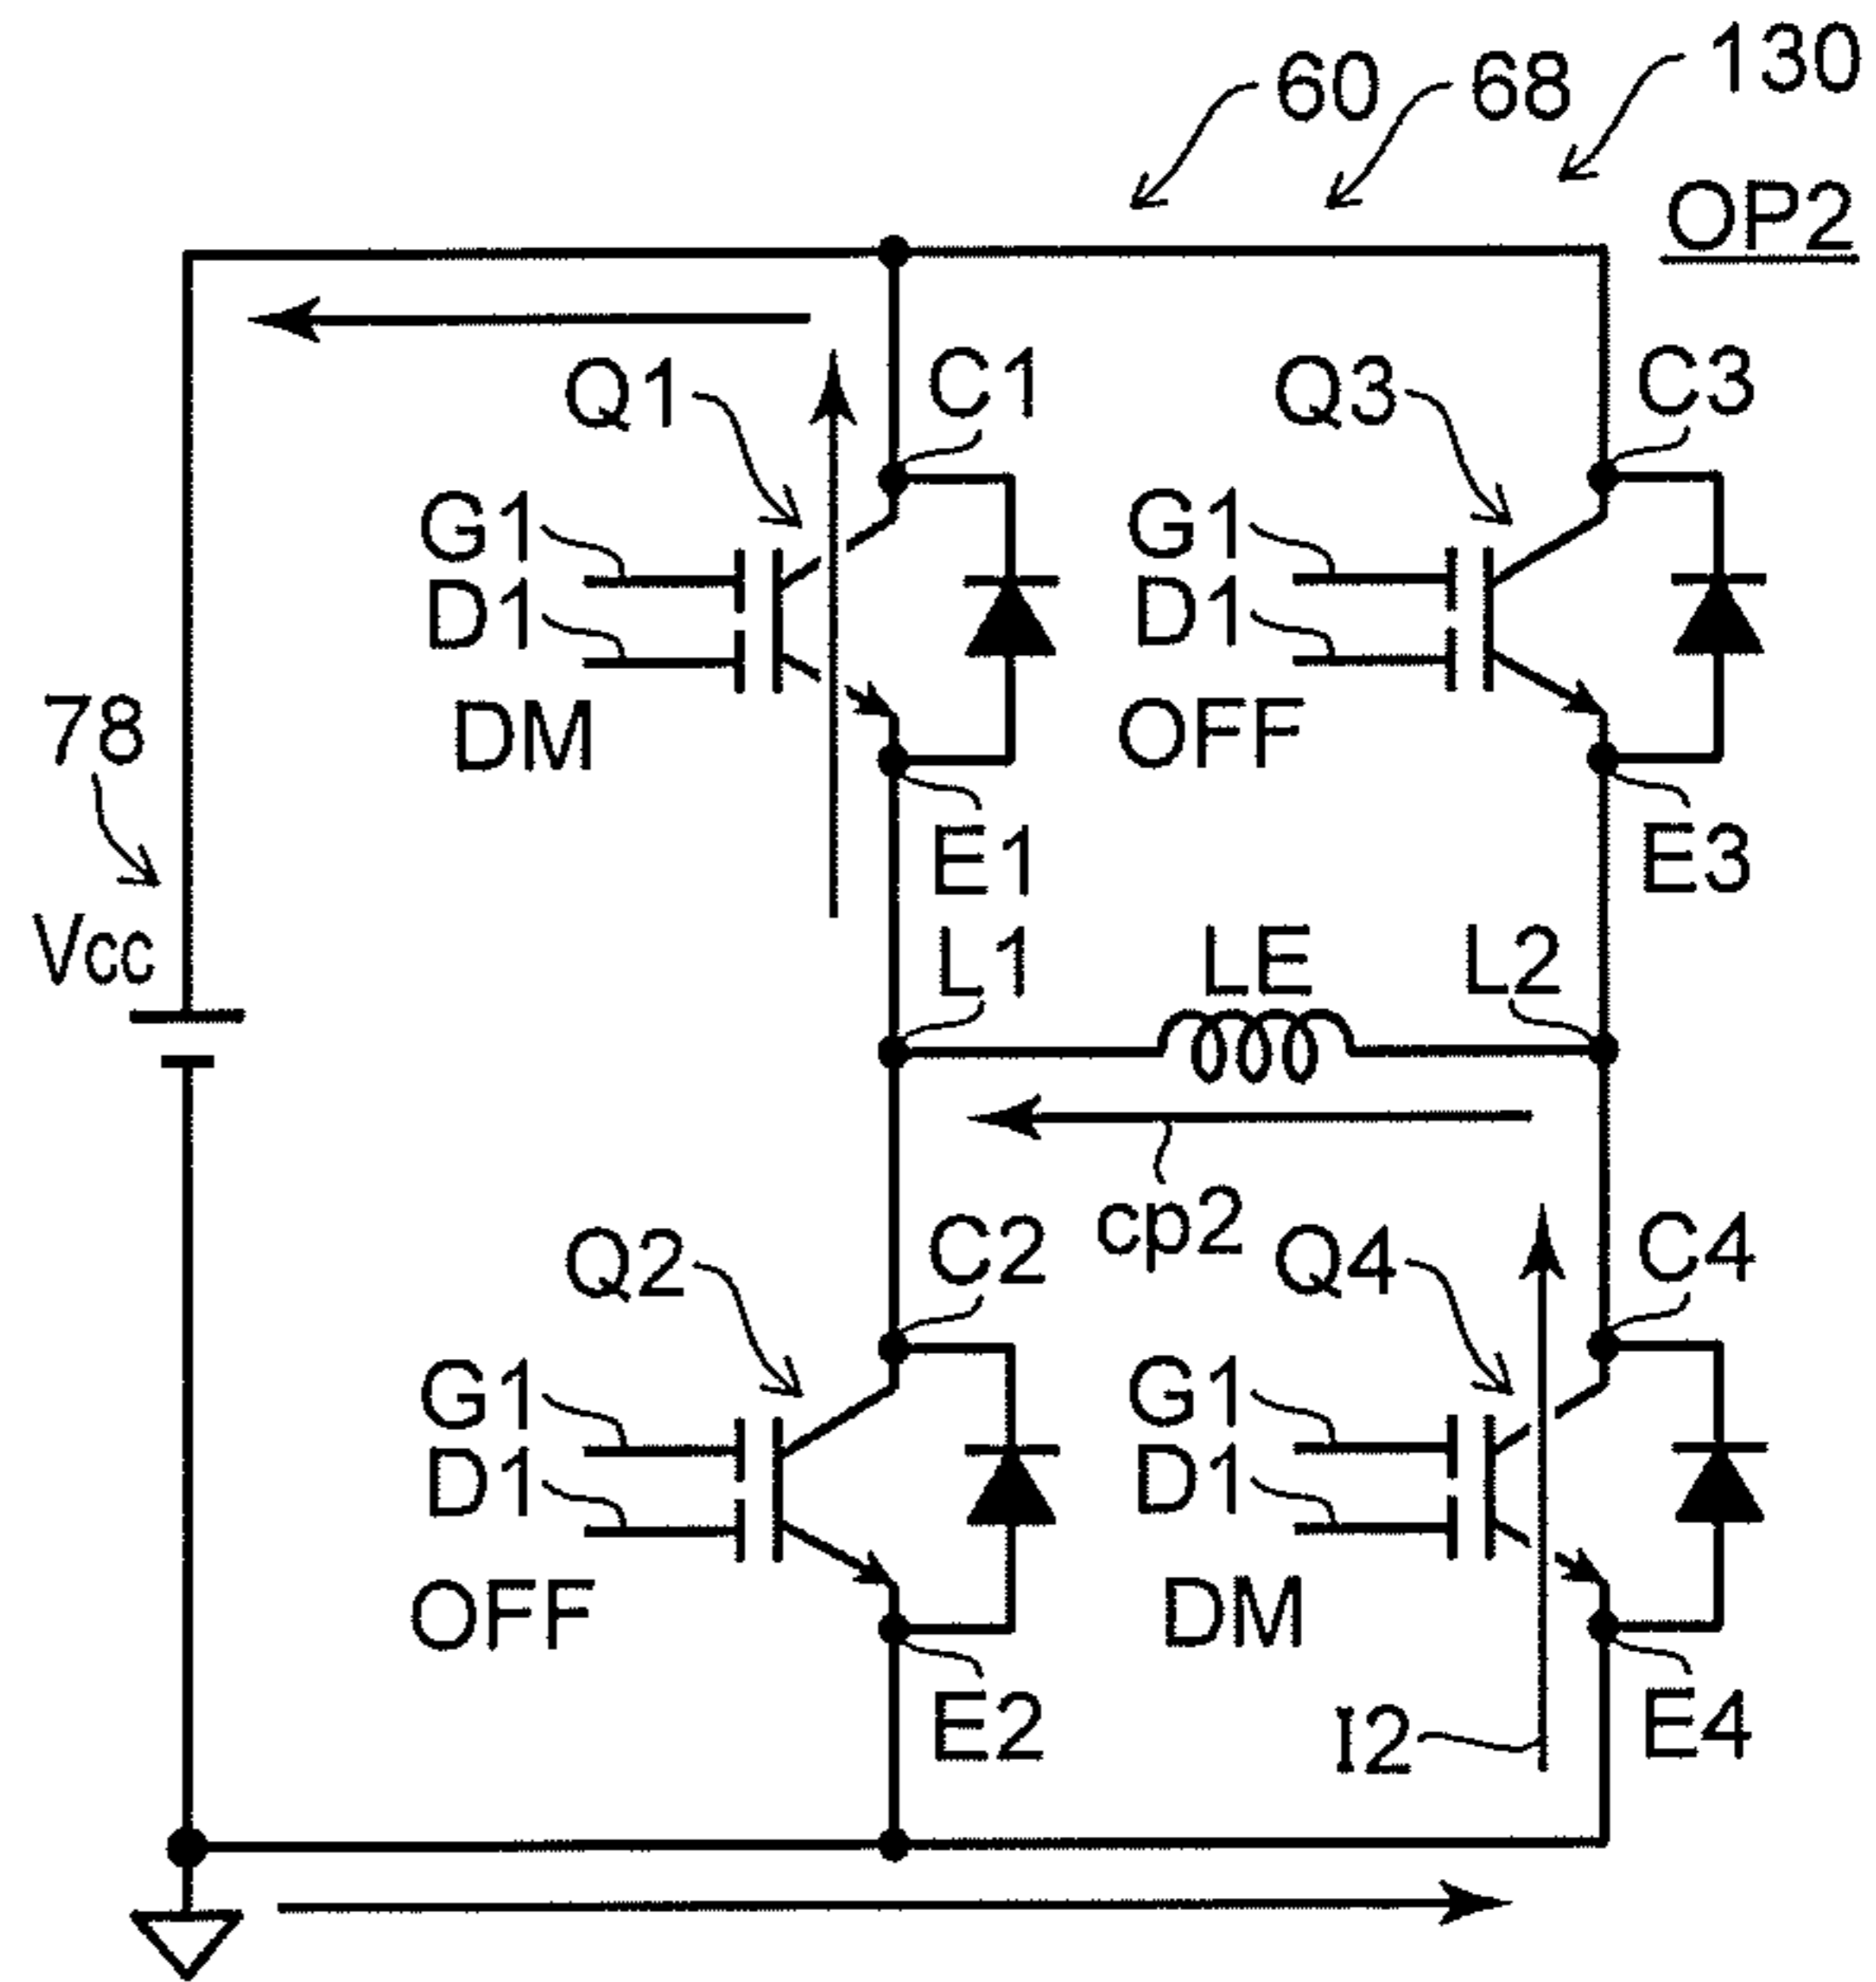 60 68 130
OP2
Q1 C1 Q3 C3
G1 G1
D1 D1
DM OFF
78
E1 E3
Vcc
L1 LE L2
cp2
Q2 C2 Q4 C4
G1 G1
D1 D1
OFF DM
E2 I2 E4